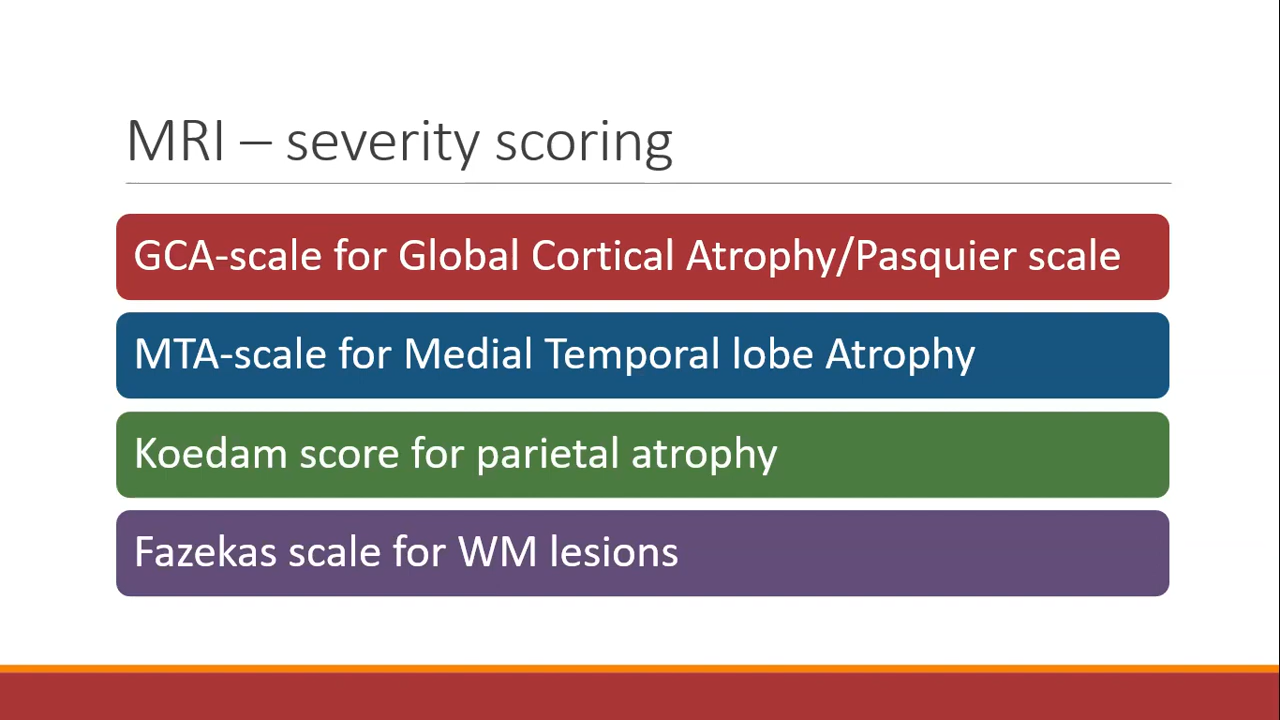 MRI – severity scoring
GCA-scale for Global Cortical Atrophy/Pasquier scale
MTA-scale for Medial Temporal lobe Atrophy
Koedam score for parietal atrophy
Fazekas scale for WM lesions